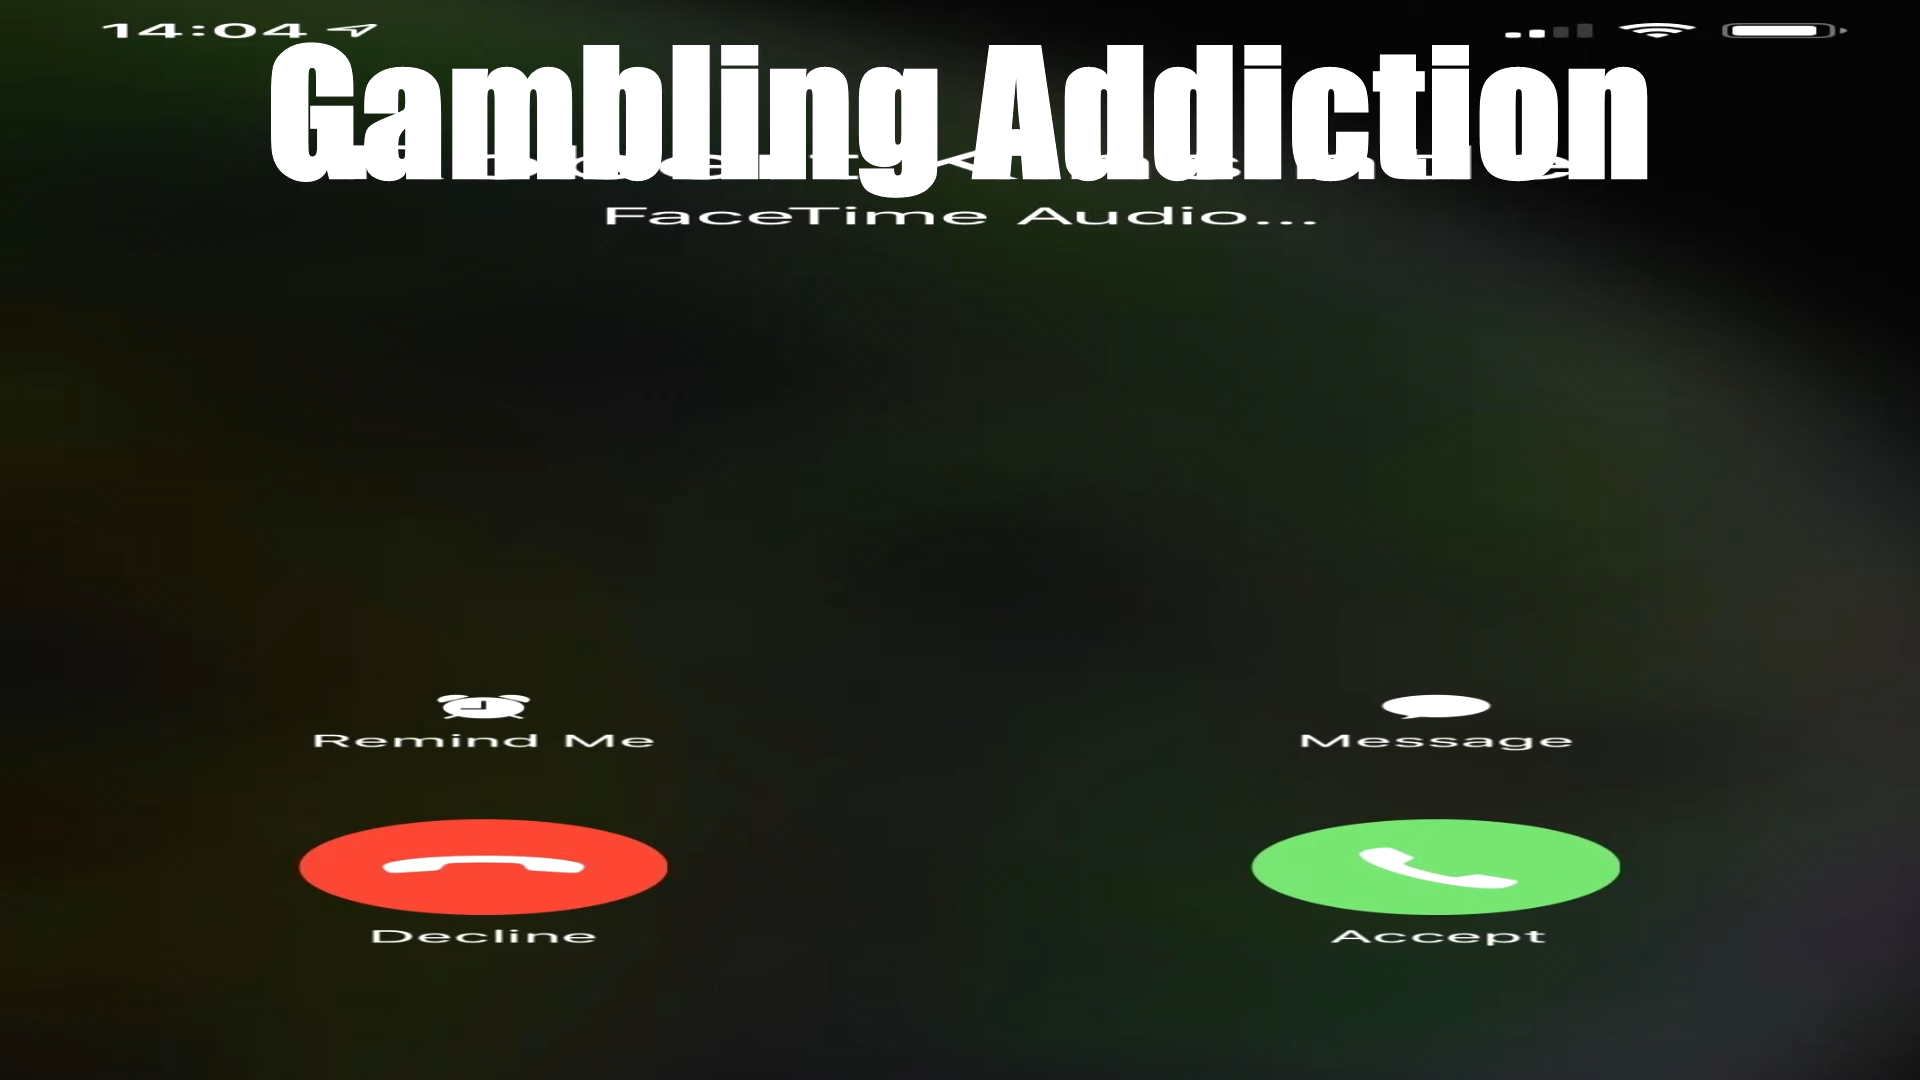 14:04
Gambling Addiction
FaceTime Audio...
Remind Me
Message
Decline
Accept